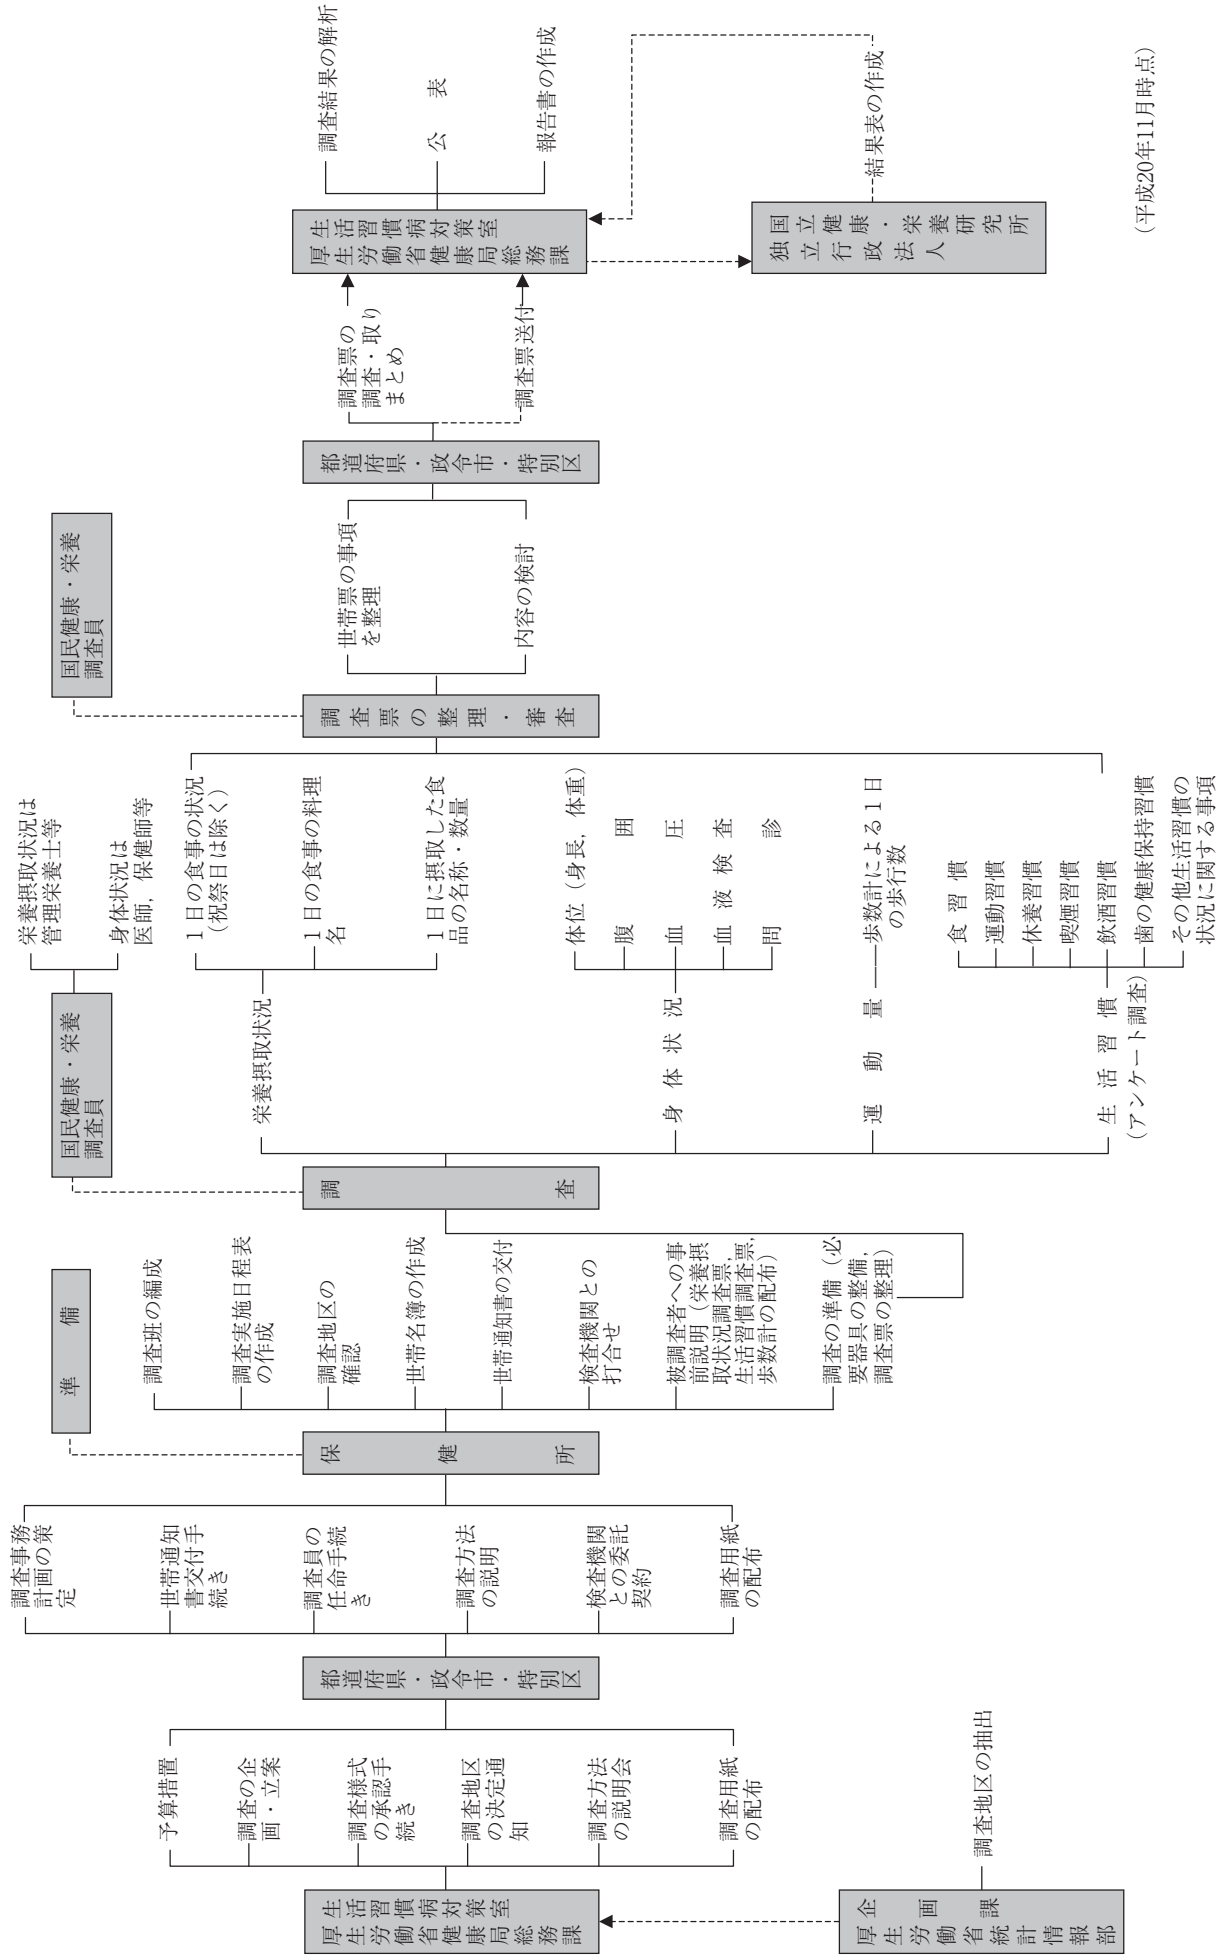 厚生労働省健康局総務課
生活習慣病対策室
厚生労働省統計情報部
企画課
調査地区の抽出
予算措置
調査の企
画・立案
調査様式
の承認手
続き
調査地区
の決定通
知
調査方法
の説明会
調査用紙
の配布
都道府県・政令市・特別区
調査事務
計画の策
定
世帯通知
書交付手
続き
調査員の
任命手続
き
調査方法
の説明
検査機関
との委託
契約
調査用紙
の配布
準備
保健所
調査班の編成
調査実施日程表
の作成
調査地区の
確認
世帯名簿の作成
世帯通知書の交付
検査機関との
打合せ
被調査者への事
前説明（栄養摂
取状況調査票，
生活習慣調査票，
歩数計の配布）
調査の準備（必
要器具の整備，
調査票の整理）
国民健康・栄養
調査員
栄養摂取状況は
管理栄養士等
身体状況は
医師，保健師等
調査
栄養摂取状況
1日の食事の状況
（祝祭日は除く）
1日の食事の料理
名
1日に摂取した食
品の名称・数量
身体状況
体位（身長，体重）
腹囲
血圧
血液検査
問診
運動量
歩数計による1日
の歩行数
生活習慣
（アンケート調査）
食習慣
運動習慣
休養習慣
喫煙習慣
飲酒習慣
歯の健康保持習慣
その他生活習慣の
状況に関する事項
国民健康・栄養
調査員
調査票の整理・審査
世帯票の事項
を整理
内容の検討
都道府県・政令市・特別区
調査票の
調査・取り
まとめ
調査票送付
厚生労働省健康局総務課
生活習慣病対策室
調査結果の解析
公表
報告書の作成
独立行政法人
国立健康・栄養研究所
結果表の作成
（平成20年11月時点）